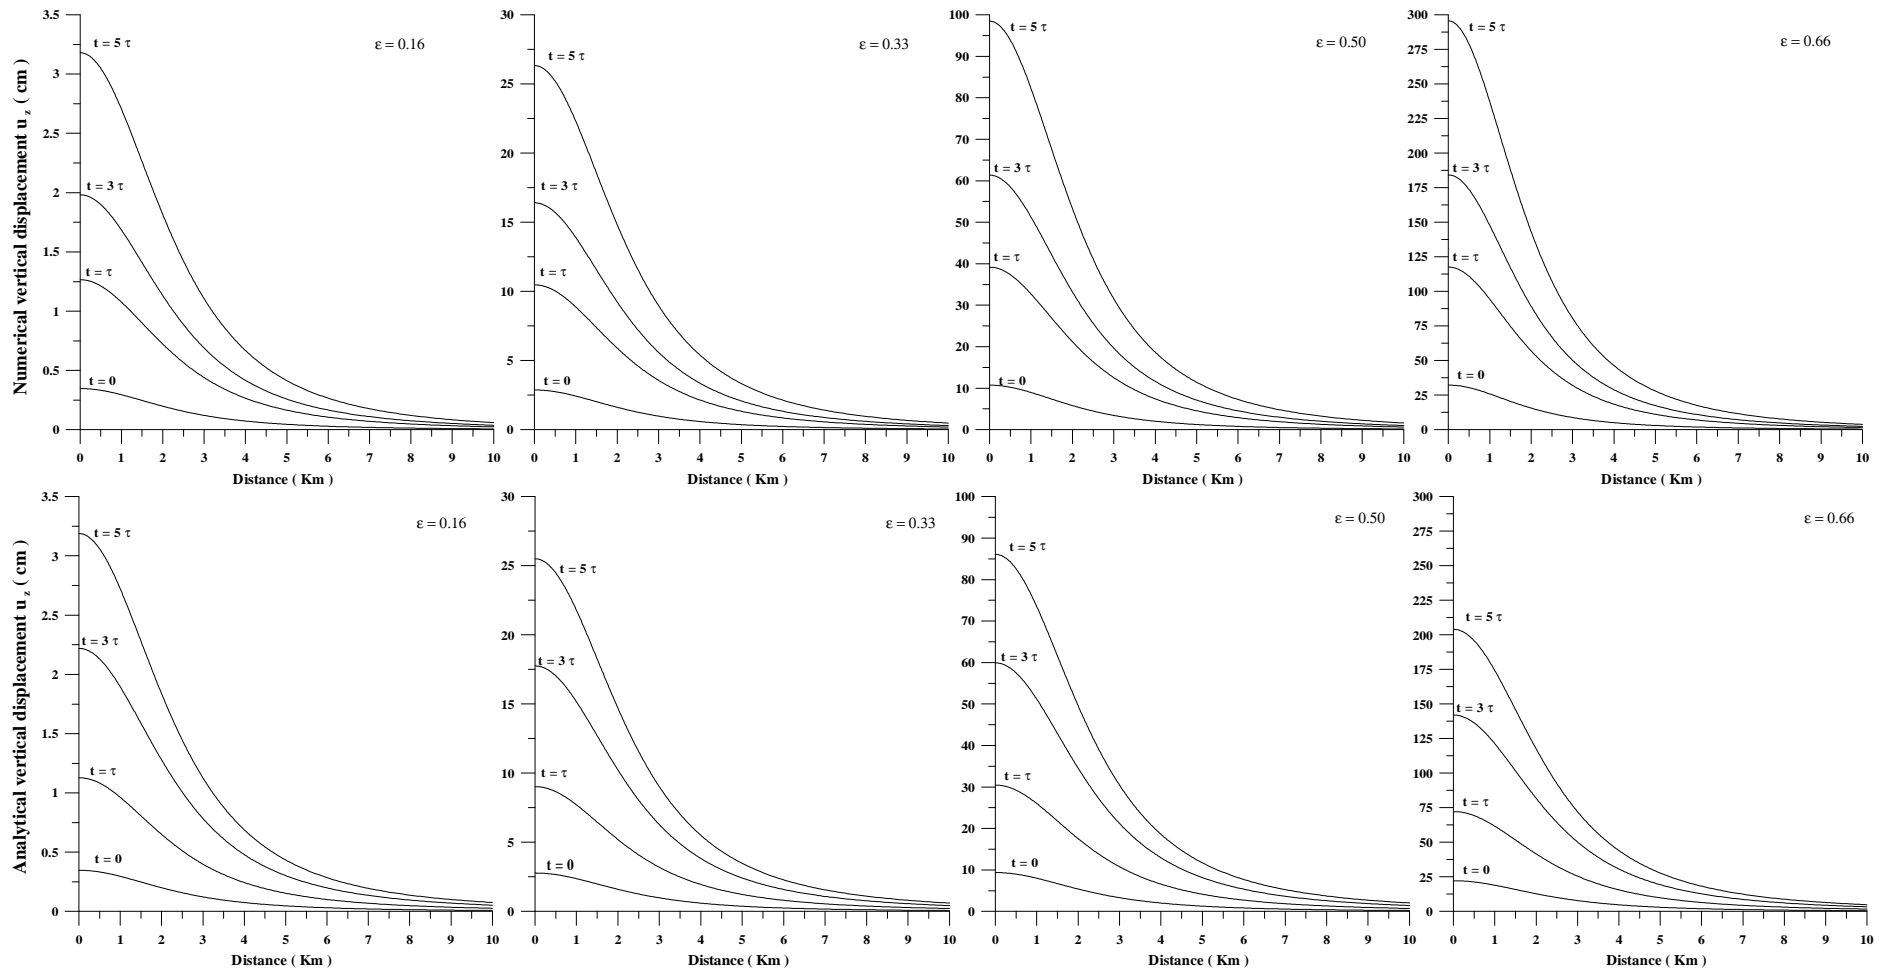 Numerical vertical displacement u z ( cm )
3.5
3
2.5
2
1.5
1
0.5
0
t = 5 τ
t = 3 τ
t = τ
t = 0
ε = 0.16
0 1 2 3 4 5 6 7 8 9 10
Distance ( Km )
30
25
20
15
10
5
0
t = 5 τ
t = 3 τ
t = τ
t = 0
ε = 0.33
0 1 2 3 4 5 6 7 8 9 10
Distance ( Km )
100
90
80
70
60
50
40
30
20
10
0
t = 5 τ
t = 3 τ
t = τ
t = 0
ε = 0.50
0 1 2 3 4 5 6 7 8 9 10
Distance ( Km )
300
275
250
225
200
175
150
125
100
75
50
25
0
t = 5 τ
t = 3 τ
t = τ
t = 0
ε = 0.66
0 1 2 3 4 5 6 7 8 9 10
Distance ( Km )
Analytical vertical displacement u z ( cm )
3.5
3
2.5
2
1.5
1
0.5
0
t = 5 τ
t = 3 τ
t = τ
t = 0
ε = 0.16
0 1 2 3 4 5 6 7 8 9 10
Distance ( Km )
30
25
20
15
10
5
0
t = 5 τ
t = 3 τ
t = τ
t = 0
ε = 0.33
0 1 2 3 4 5 6 7 8 9 10
Distance ( Km )
100
90
80
70
60
50
40
30
20
10
0
t = 5 τ
t = 3 τ
t = τ
t = 0
ε = 0.50
0 1 2 3 4 5 6 7 8 9 10
Distance ( Km )
300
275
250
225
200
175
150
125
100
75
50
25
0
t = 5 τ
t = 3 τ
t = τ
t = 0
ε = 0.66
0 1 2 3 4 5 6 7 8 9 10
Distance ( Km )